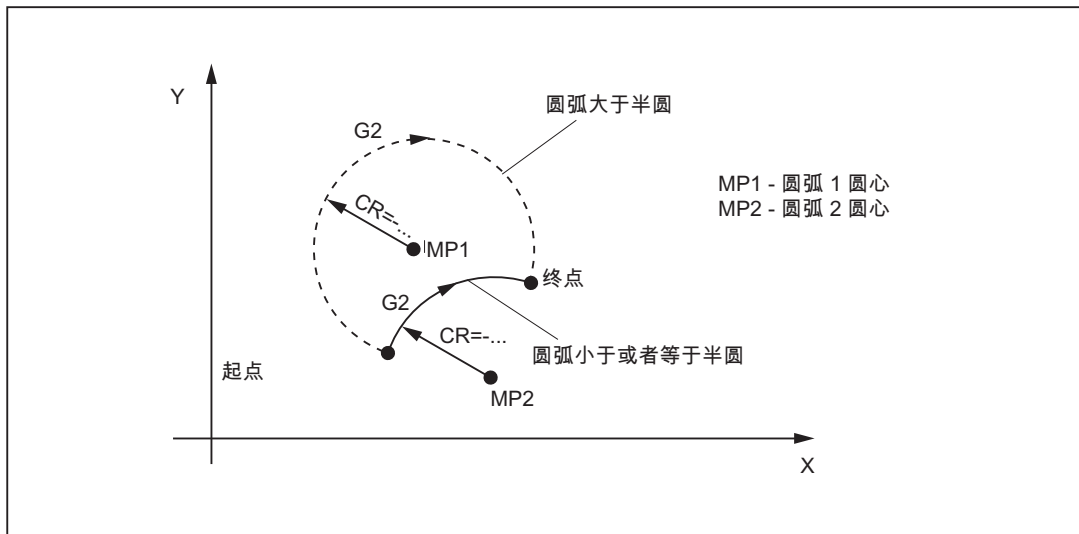 Y
圆弧大于半圆
G2
MP1 - 圆弧 1 圆心
MP2 - 圆弧 2 圆心
CR=-...
MP1
终点
G2
CR=-...
圆弧小于或者等于半圆
起点
MP2
X